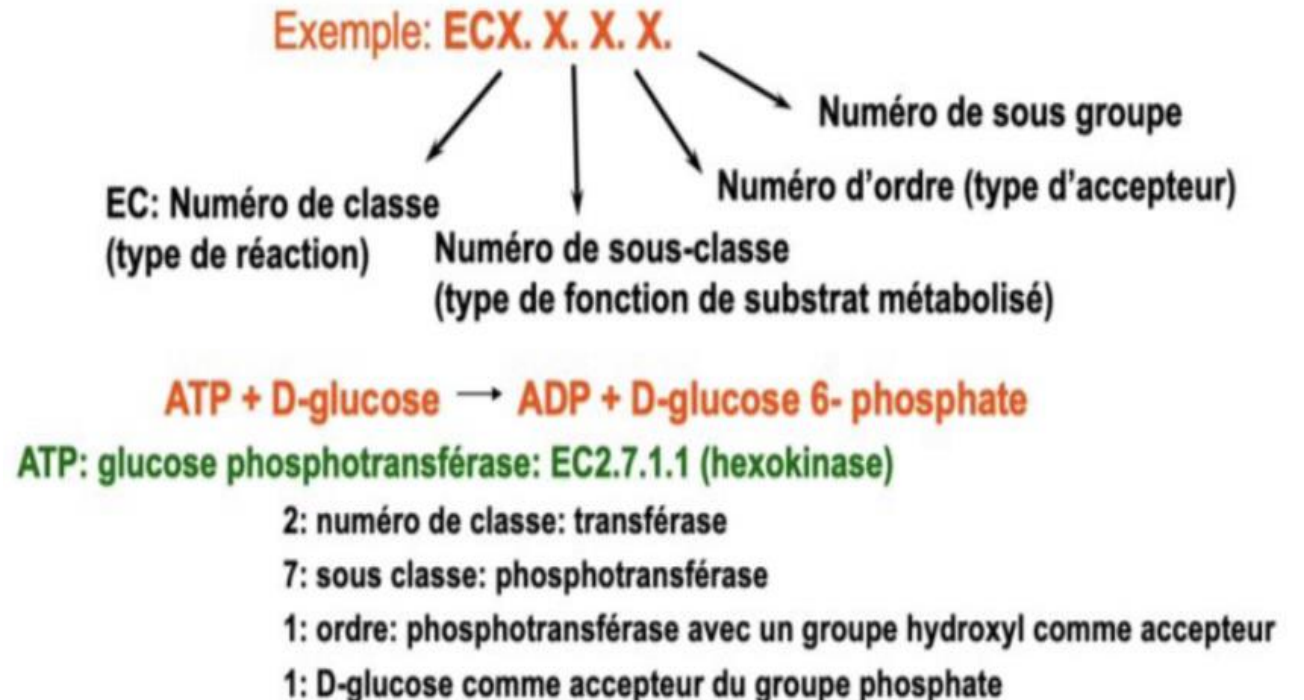 Exemple: ECX. X. X. X.
Numéro de sous groupe
Numéro d'ordre (type d'accepteur)
EC: Numéro de classe
(type de réaction)
Numéro de sous-classe
(type de fonction de substrat métabolisé)
ATP + D-glucose → ADP + D-glucose 6- phosphate
ATP: glucose phosphotransférase: EC2.7.1.1 (hexokinase)
2: numéro de classe: transférase
7: sous classe: phosphotransférase
1: ordre: phosphotransférase avec un groupe hydroxyl comme accepteur
1: D-glucose comme accepteur du groupe phosphate